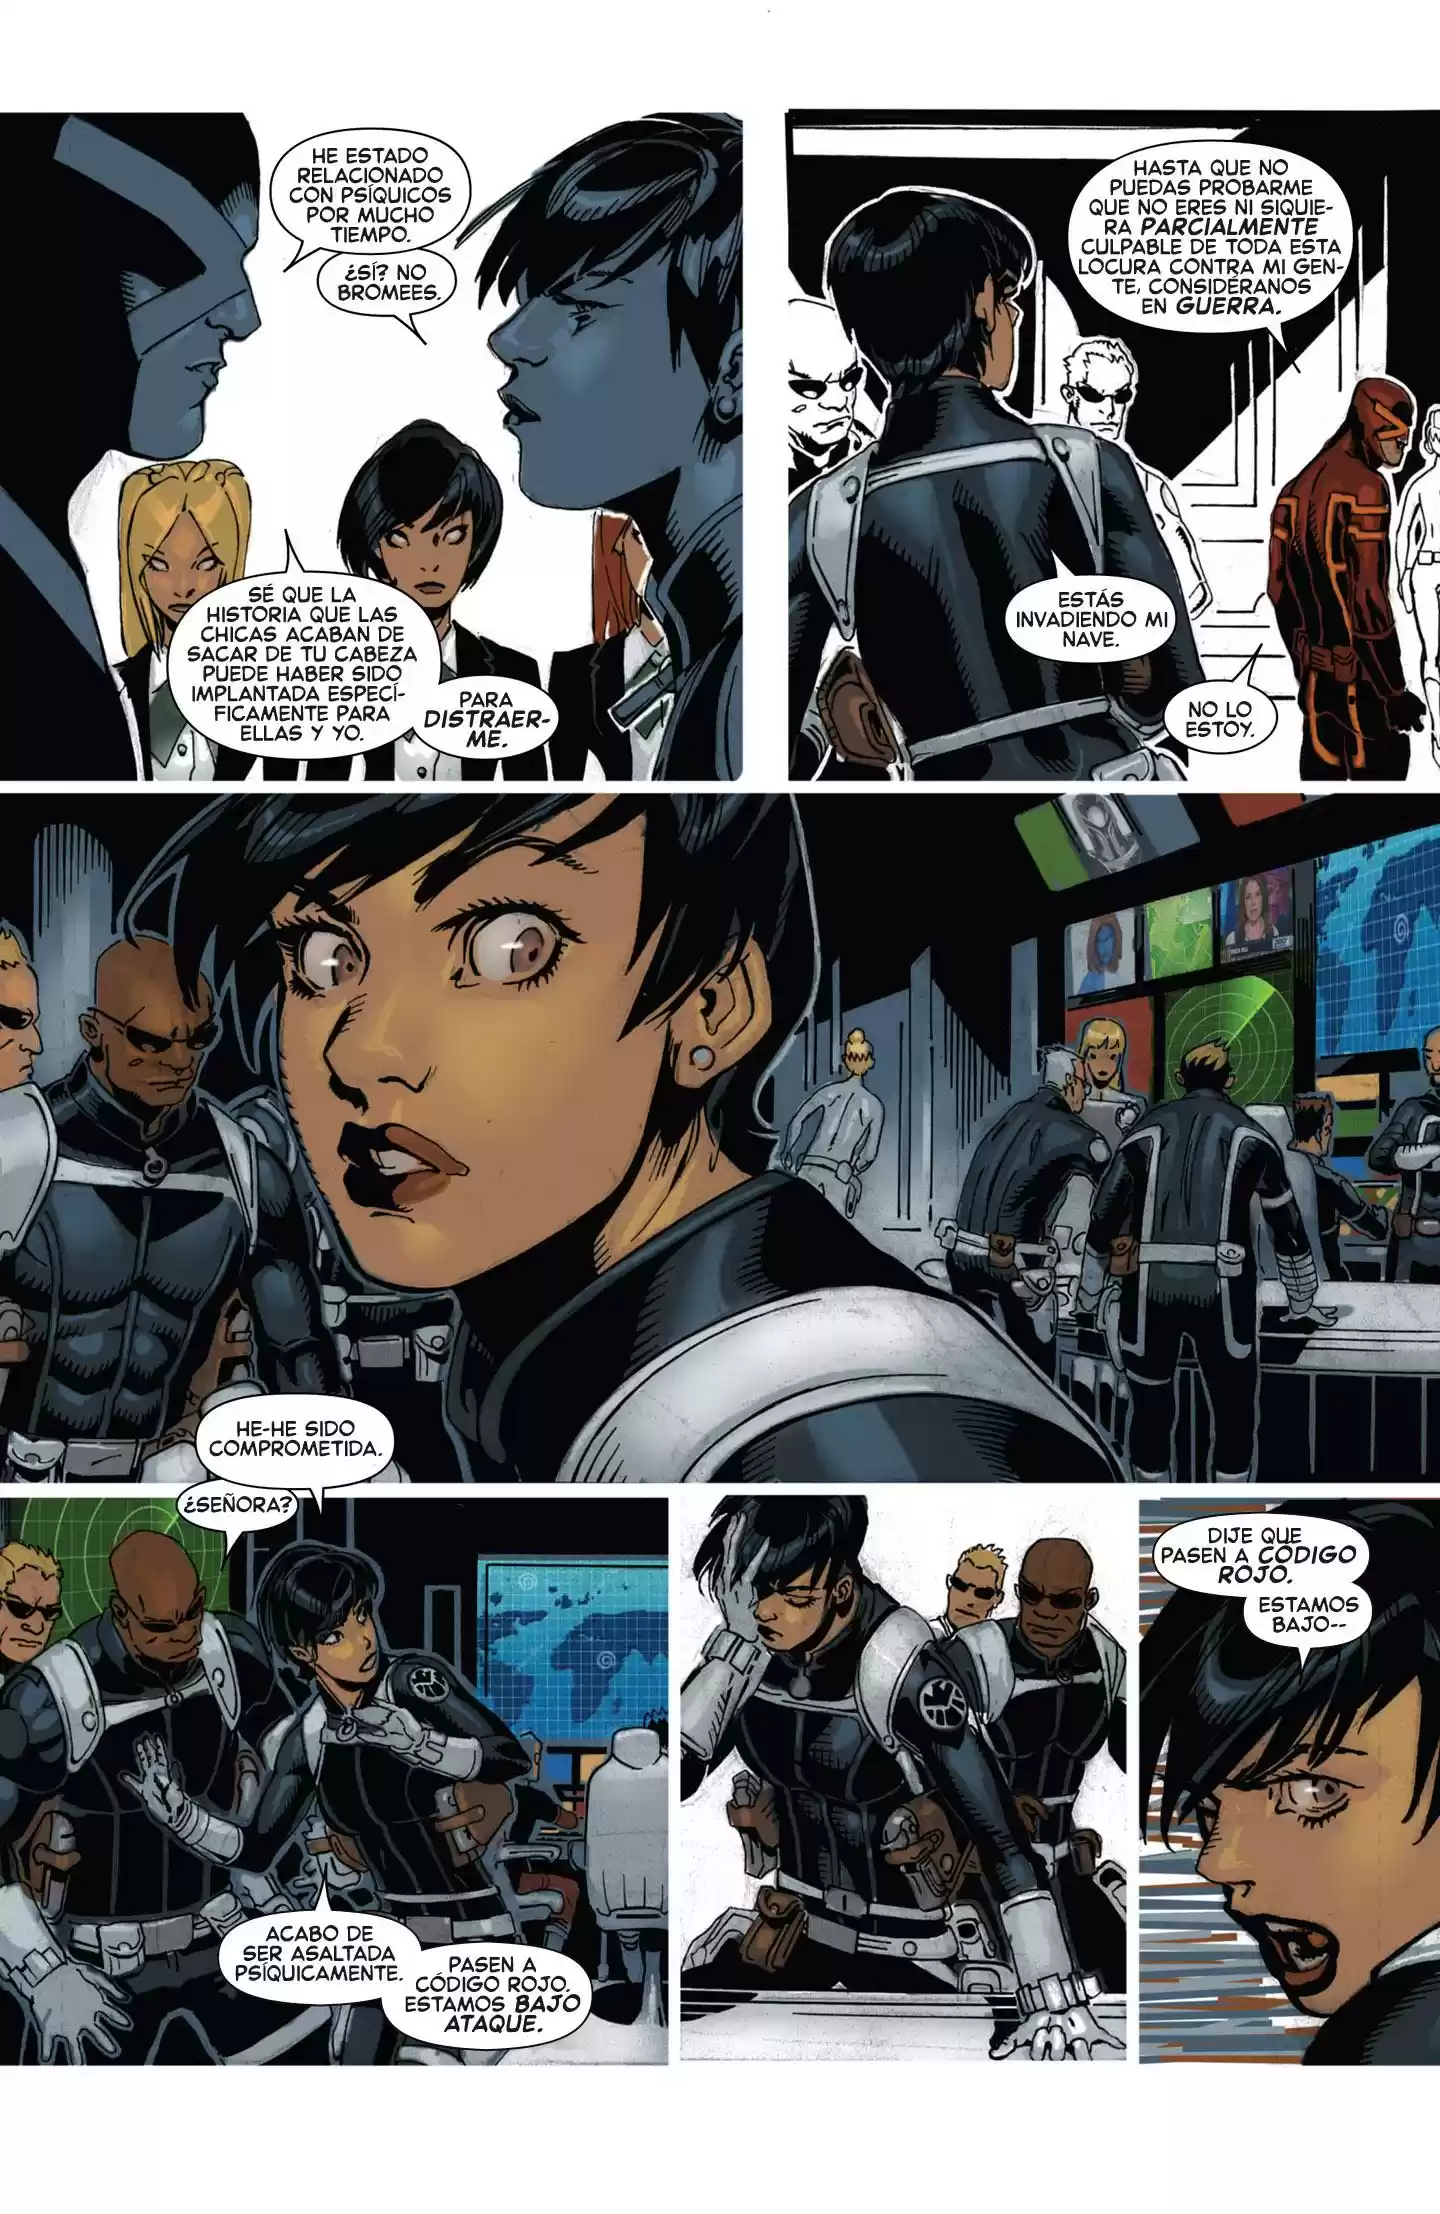 HE ESTADO
RELACIONADO
CON PSÍQUICOS
POR MUCHO
TIEMPO.
¿SÍ? NO
BROMEES.
SÉ QUE LA
HISTORIA QUE LAS
CHICAS ACABAN DE
SACAR DE TU CABEZA
PUEDE HABER SIDO
IMPLANTADA ESPECÍ-
FICAMENTE PARA
ELLAS Y YO.
PARA
DISTRAER-
ME.
HASTA QUE NO
PUEDAS PROBARME
QUE NO ERES NI SIQUIE-
RA PARCIALMENTE
CULPABLE DE TODA ESTA
LOCURA CONTRA MI GEN-
TE, CONSIDÉRANOS
EN GUERRA.
ESTÁS
INVADIENDO MI
NAVE.
NO LO
ESTOY.
HE-HE SIDO
COMPROMETIDA.
¿SEÑORA?
ACABO DE
SER ASALTADA
PSÍQUICAMENTE.
PASEN A
CÓDIGO ROJO.
ESTAMOS BAJO
ATAQUE.
DIJE QUE
PASEN A CÓDIGO
ROJO.
ESTAMOS
BAJO--